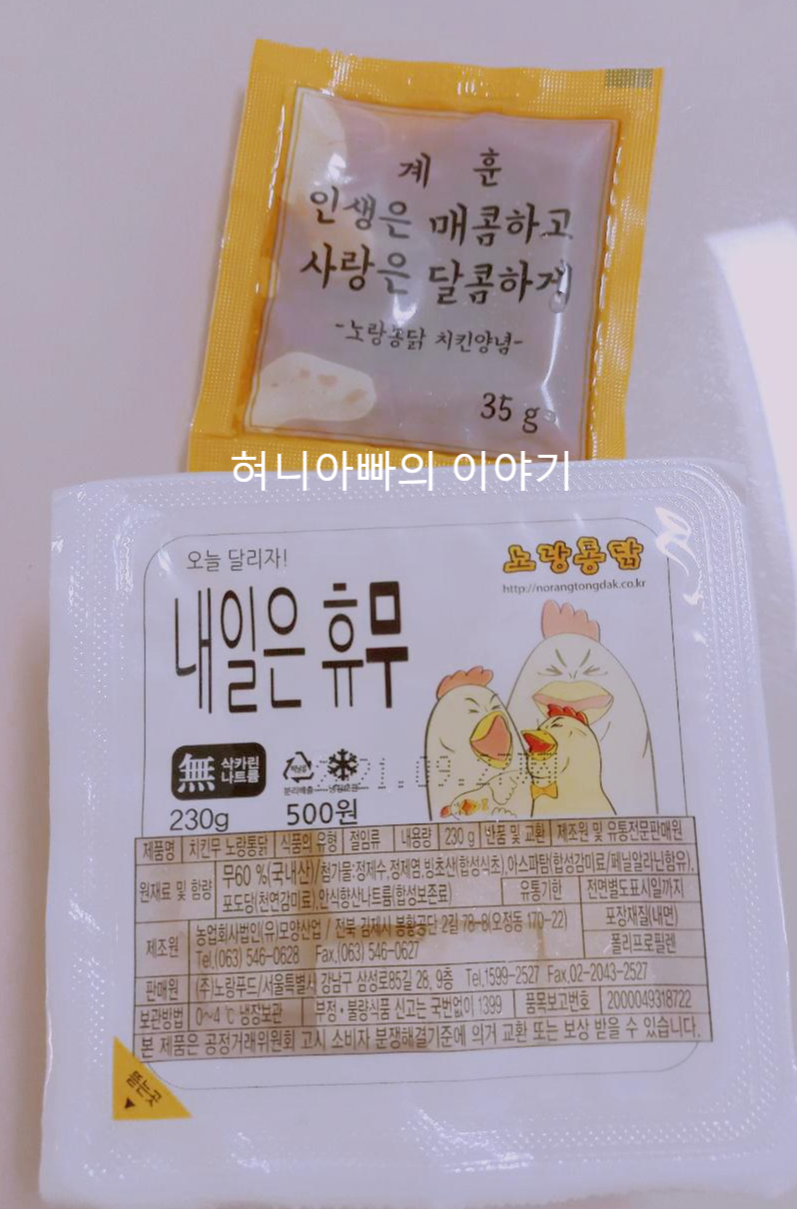 계 훈
인생은 매콤하고
사랑은 달콤하게
-노랑통닭 치킨양념-
35 g
혀니아빠의 이야기
오늘 달리자!
노랑통닭
http://norangtongdak.co.kr
내일은 휴무
無 삭카린
나트륨
분리배출
230g
500원
제품명 치킨무 노랑통닭 식품의 유형 절임류 내용량 230 g 반품 및 교환 제조원 및 유통전문판매원
원재료 및 함량 무60 %(국내산)/첨가물:정제수,정제염,빙초산(합성식초),아스파탐(합성감미료/페닐알라닌함유),
포도당(천연감미료),안식향산나트륨(합성보존료) 유통기한 전면별도표시일까지
제조원 농업회사법인(유)모양산업 / 전북 김제시 봉황공단 2길 78-8(오정동 170-22) 포장재질(내면)
Tel.(063) 546-0628 Fax.(063) 546-0627 폴리프로필렌
판매원 (주)노랑푸드/서울특별시 강남구 삼성로85길 26, 9층 Tel.1599-2527 Fax.02-2043-2527
보관방법 0~4 ℃ 냉장보관 부정•불량식품 신고는 국번없이 1399 품목보고번호 2000049318722
본 제품은 공정거래위원회 고시 소비자 분쟁해결기준에 의거 교환 또는 보상 받을 수 있습니다.
뜯는곳